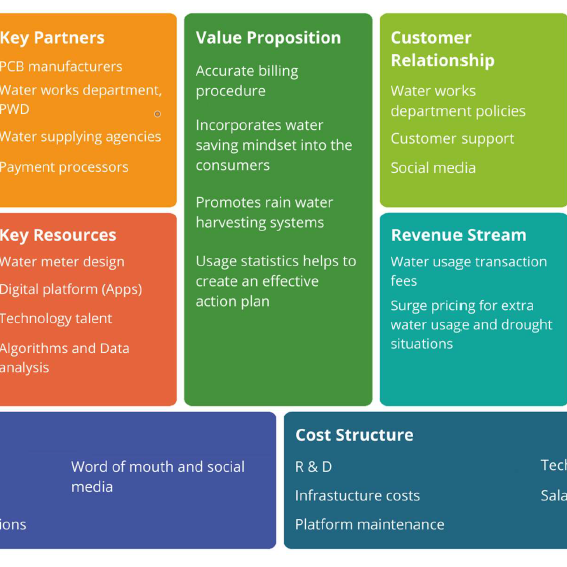 Key Partners
PCB manufacturers
Water works department,
PWD
Water supplying agencies
Payment processors
Value Proposition
Accurate billing
procedure
Incorporates water
saving mindset into the
consumers
Promotes rain water
harvesting systems
Usage statistics helps to
create an effective
action plan
Customer
Relationship
Water works
department policies
Customer support
Social media
Key Resources
Water meter design
Digital platform (Apps)
Technology talent
Algorithms and Data
analysis
Revenue Stream
Water usage transaction
fees
Surge pricing for extra
water usage and drought
situations
Word of mouth and social
media
ions
Cost Structure
R & D
Infrastucture costs
Platform maintenance
Tech
Sala